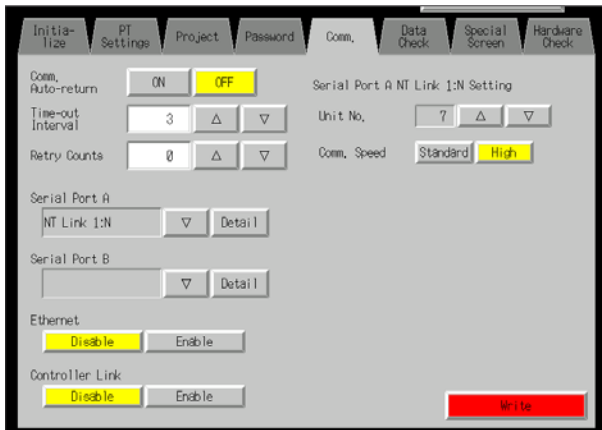 Initia-
lize
PT
Settings
Project
Password
Comm.
Data
Check
Special
Screen
Hardware
Check
Comm.
Auto-return
ON
OFF
Time-out
Interval
3
△
▽
Retry Counts
0
△
▽
Serial Port A NT Link 1:N Setting
Unit No.
7
△
▽
Comm. Speed
Standard
High
Serial Port A
NT Link 1:N
▽
Detail
Serial Port B
▽
Detail
Ethernet
Disable
Enable
Controller Link
Disable
Enable
Write